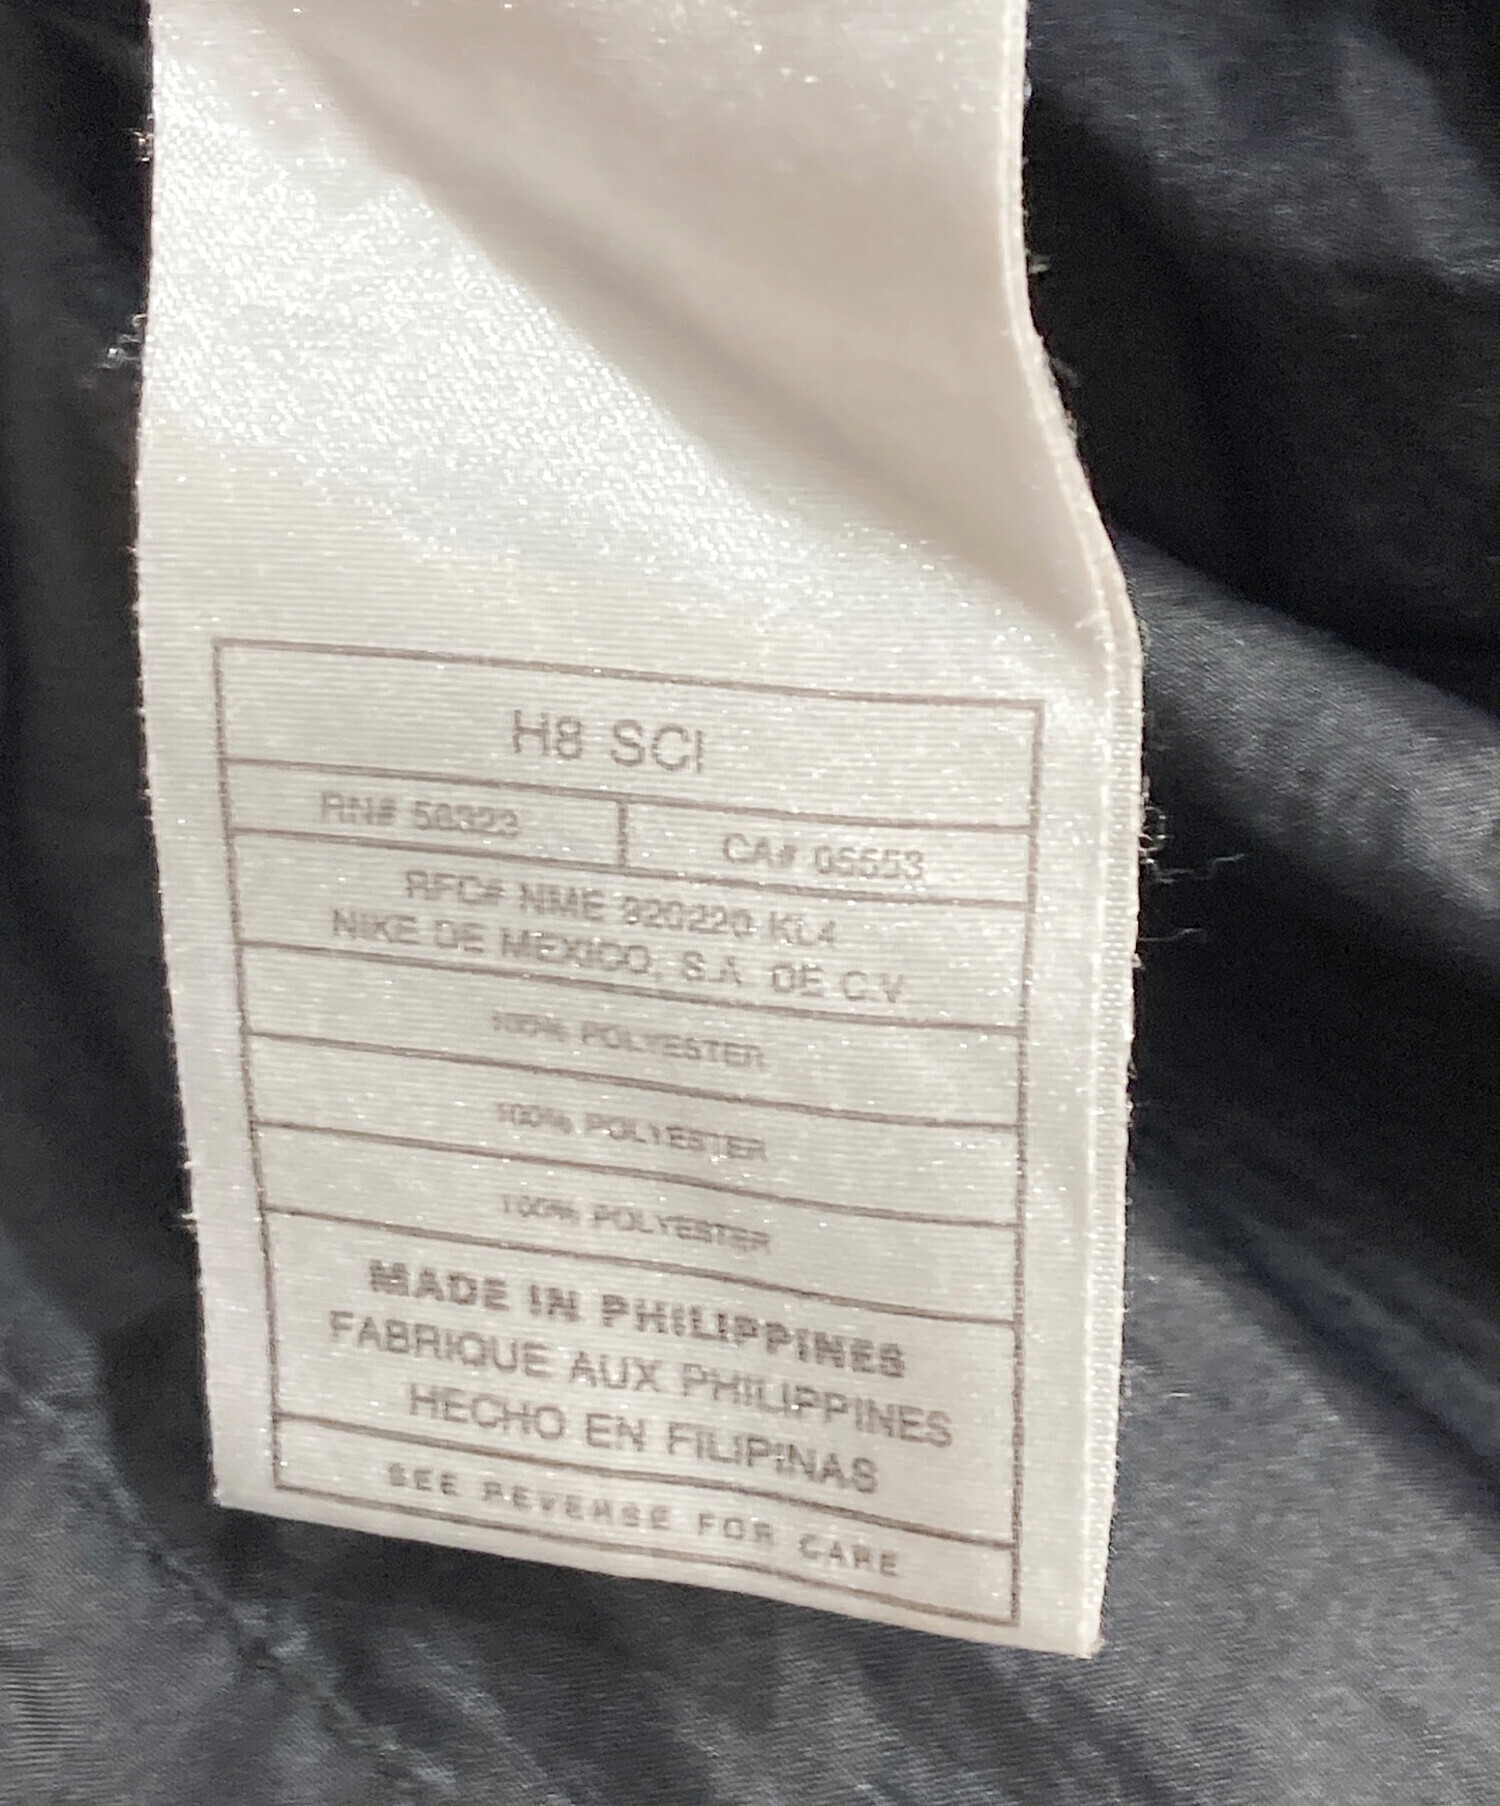 H8 SCI
RN# 56323
CA# 05553
RFC# NME 920220 KL4
NIKE DE MEXICO, S.A. DE C.V.
100% POLYESTER
100% POLYESTER
100% POLYESTER
MADE IN PHILIPPINES
FABRIQUE AUX PHILIPPINES
HECHO EN FILIPINAS
SEE REVERSE FOR CARE